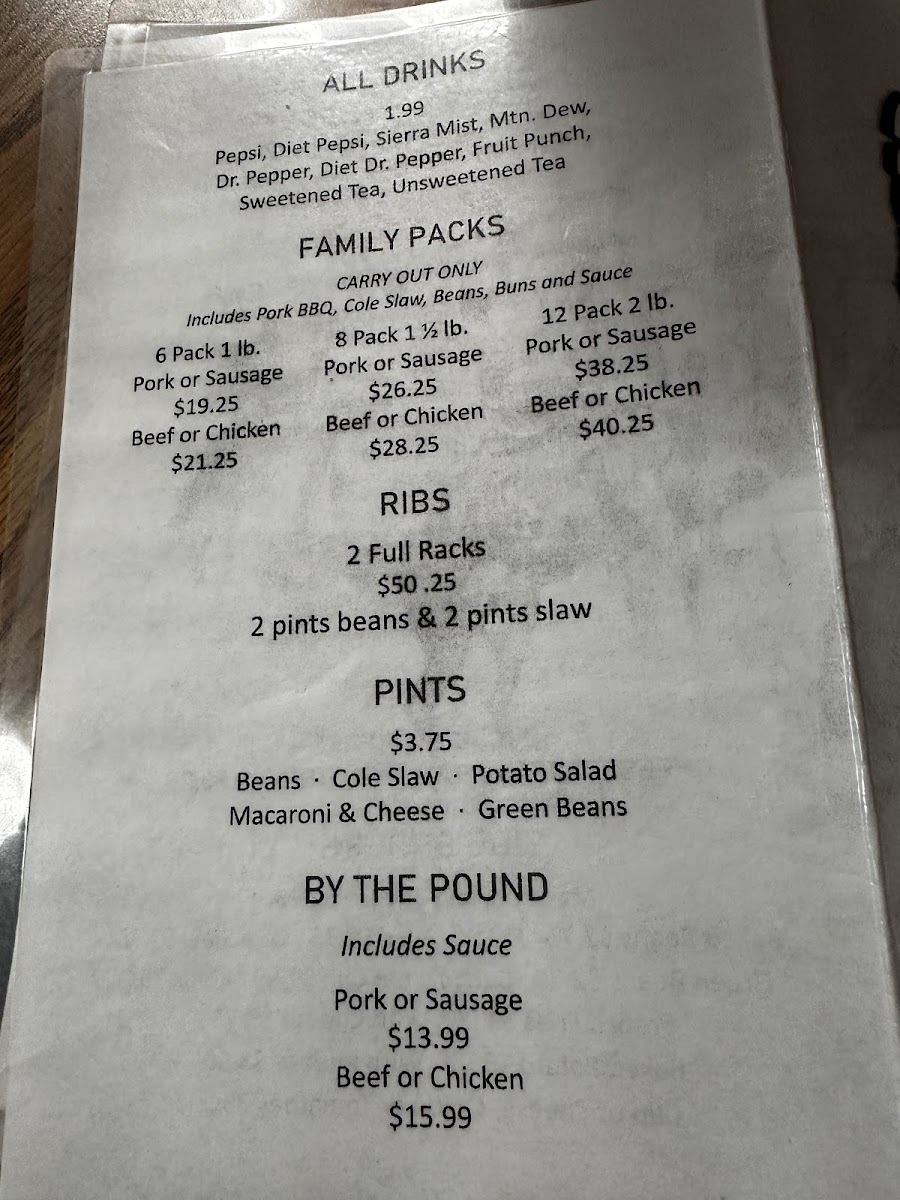 ALL DRINKS
1.99
Pepsi, Diet Pepsi, Sierra Mist, Mtn. Dew,
Dr. Pepper, Diet Dr. Pepper, Fruit Punch,
Sweetened Tea, Unsweetened Tea
FAMILY PACKS
CARRY OUT ONLY
Includes Pork BBQ, Cole Slaw, Beans, Buns and Sauce
6 Pack 1 lb.
Pork or Sausage
$19.25
Beef or Chicken
$21.25
8 Pack 1 ½ lb.
Pork or Sausage
$26.25
Beef or Chicken
$28.25
12 Pack 2 lb.
Pork or Sausage
$38.25
Beef or Chicken
$40.25
RIBS
2 Full Racks
$50 .25
2 pints beans & 2 pints slaw
PINTS
$3.75
Beans · Cole Slaw · Potato Salad
Macaroni & Cheese · Green Beans
BY THE POUND
Includes Sauce
Pork or Sausage
$13.99
Beef or Chicken
$15.99